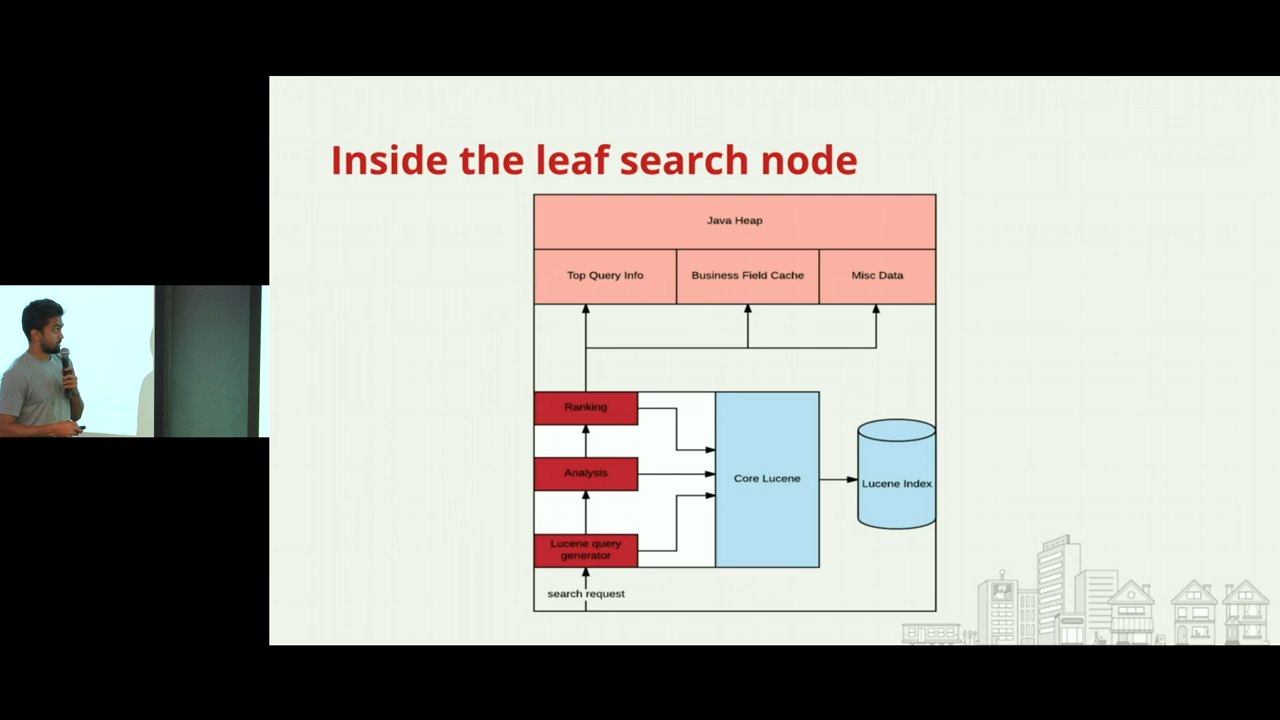 Inside the leaf search node
Java Heap
Top Query Info
Business Field Cache
Misc Data
Ranking
Analysis
Core Lucene
Lucene Index
Lucene query
generator
search request